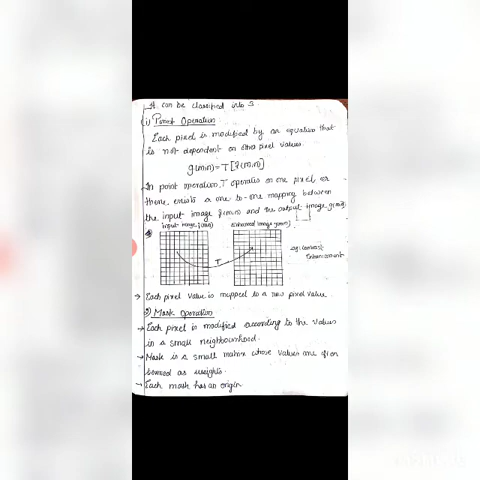 It can be classified into 3.
i) Point Operation
Each pixel is modified by an equation that
is not dependent on other pixel values.
g(m,n) = T[f(m,n)]
In point operation, T operates on one pixel or
there exists a one to-one mapping between
the input image f(m,n) and the output image g(m,n)
Input image f(m,n) Enhanced image g(m,n)
eg: Contrast
Enhancement
T
→ Each pixel value is mapped to a new pixel value.
2) Mask Operation
→ Each pixel is modified according to the values
in a small neighbourhood.
→ Mask is a small matrix whose values are often
termed as weights.
→ Each mask has an origin